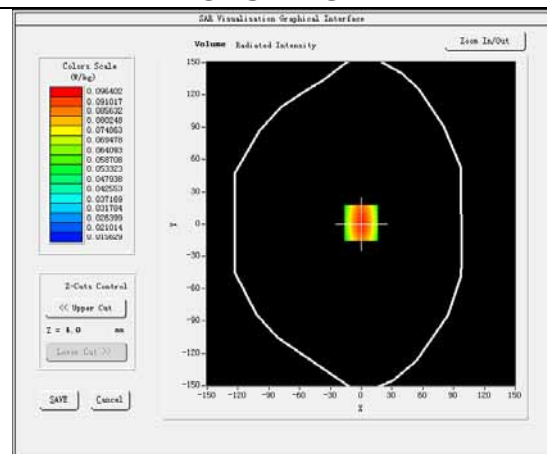 SAR Visualisation Graphical Interface
Volume Radiated Intensity
Zoom In/Out
Colors Scale
(W/kg)
0.096402
0.091017
0.085632
0.080248
0.074863
0.069478
0.064093
0.058708
0.053323
0.047938
0.042553
0.037169
0.031784
0.026399
0.021014
0.015629
Z-Cuts Control
<< Upper Cut
Z = 4.0 mm
Lower Cut >>
SAVE
Cancel
150
120
90
60
30
0
-30
-60
-90
-120
-150
Y
-150 -120 -90 -60 -30 0 30 60 90 120 150
X